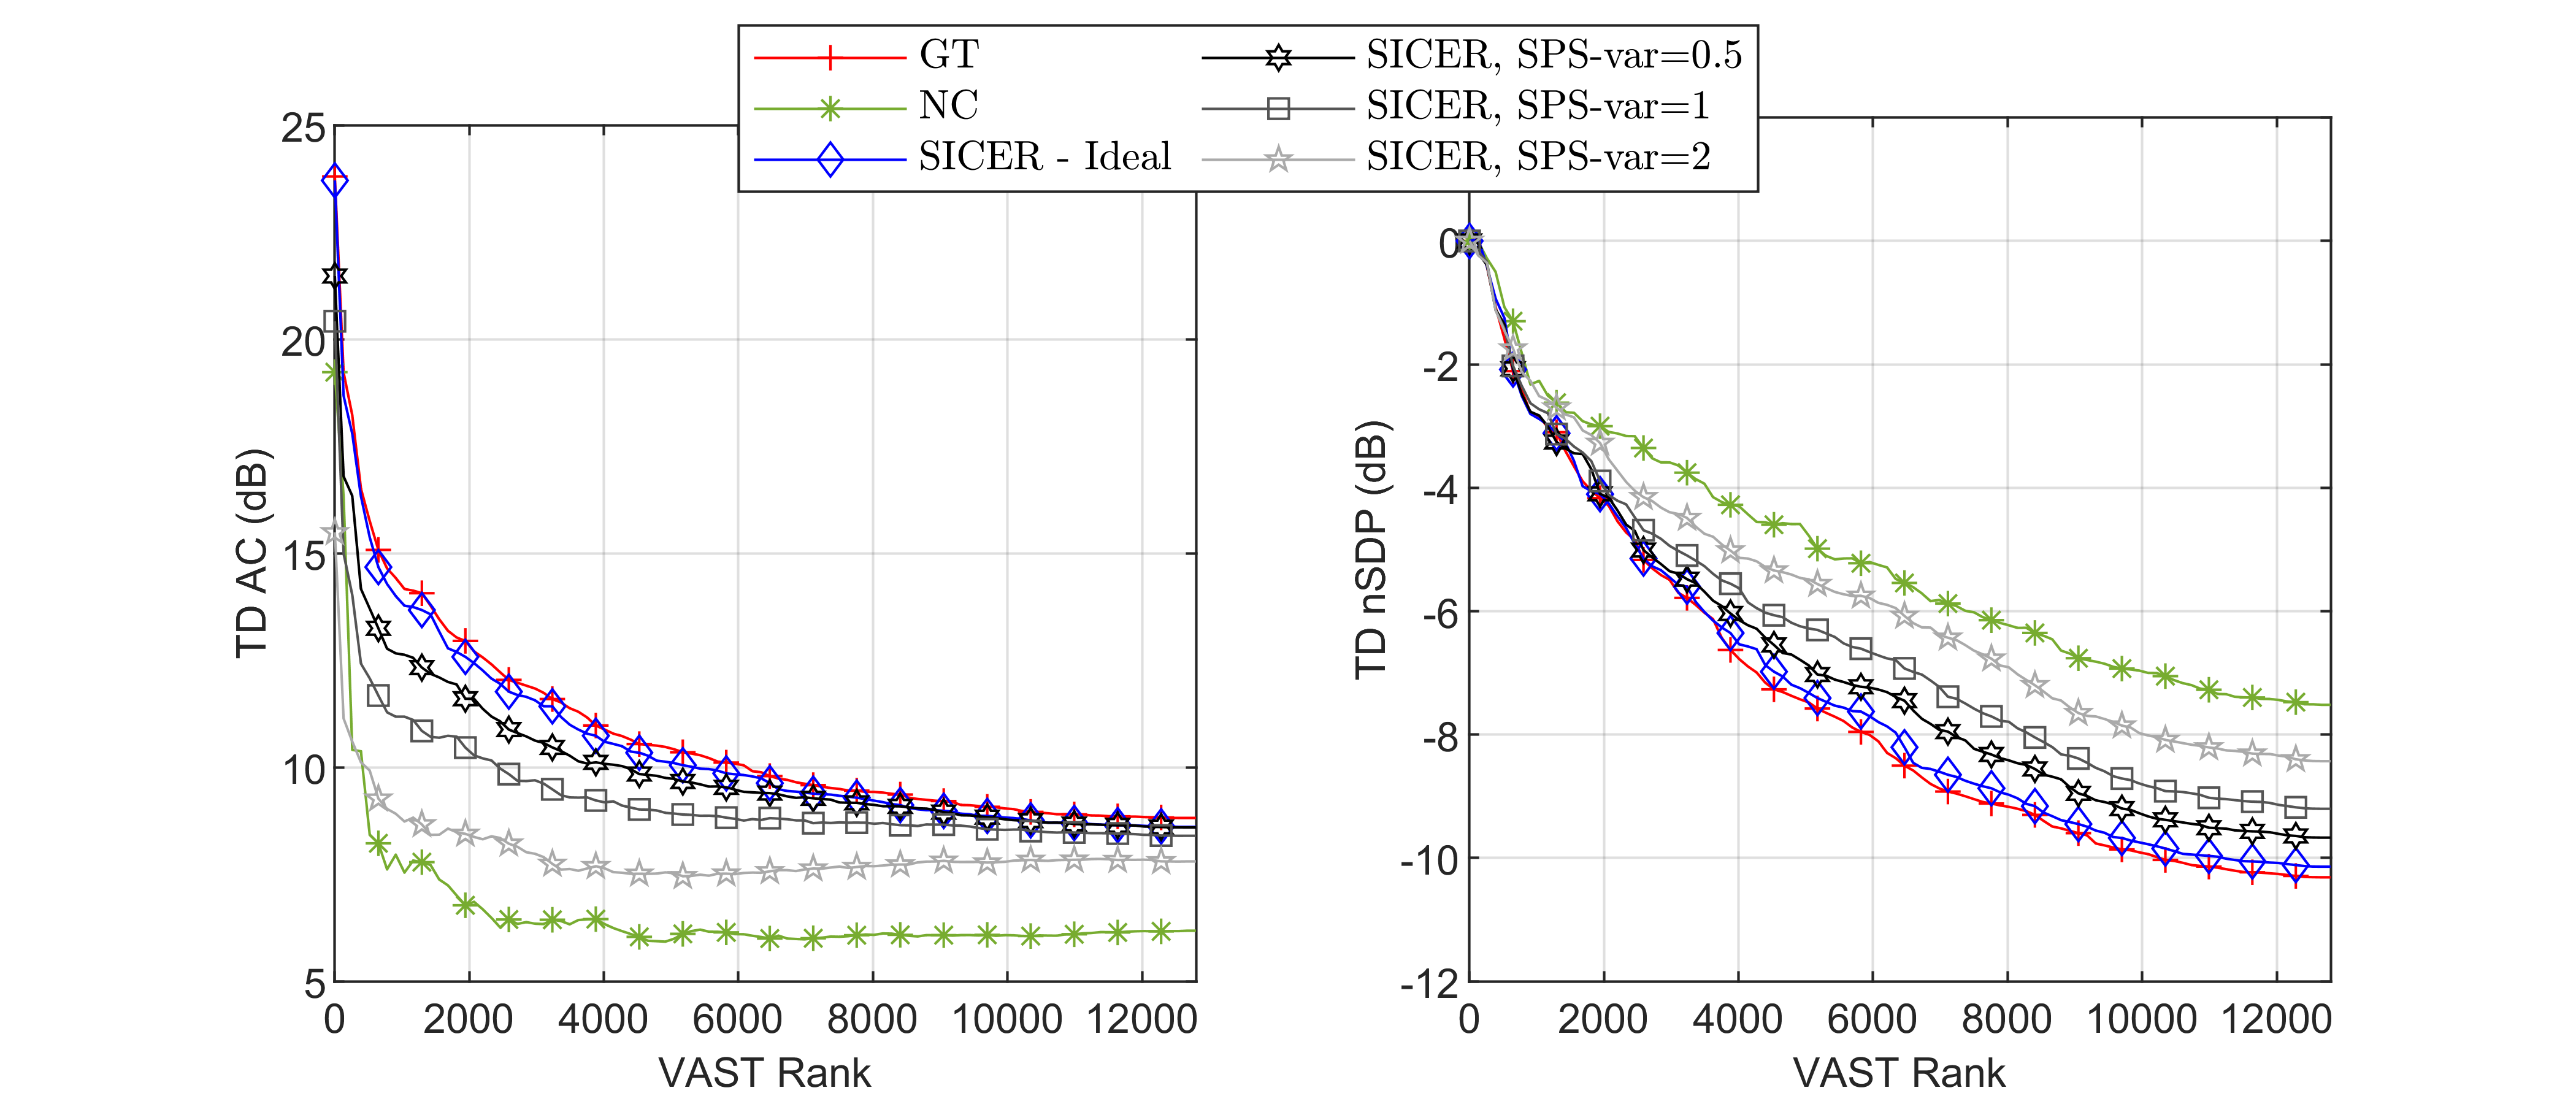 GT
NC
SICER - Ideal
SICER, SPS-var=0.5
SICER, SPS-var=1
SICER, SPS-var=2
25
20
15
10
5
TD AC (dB)
0 2000 4000 6000 8000 10000 12000
VAST Rank
0
-2
-4
-6
-8
-10
-12
TD nSDP (dB)
0 2000 4000 6000 8000 10000 12000
VAST Rank